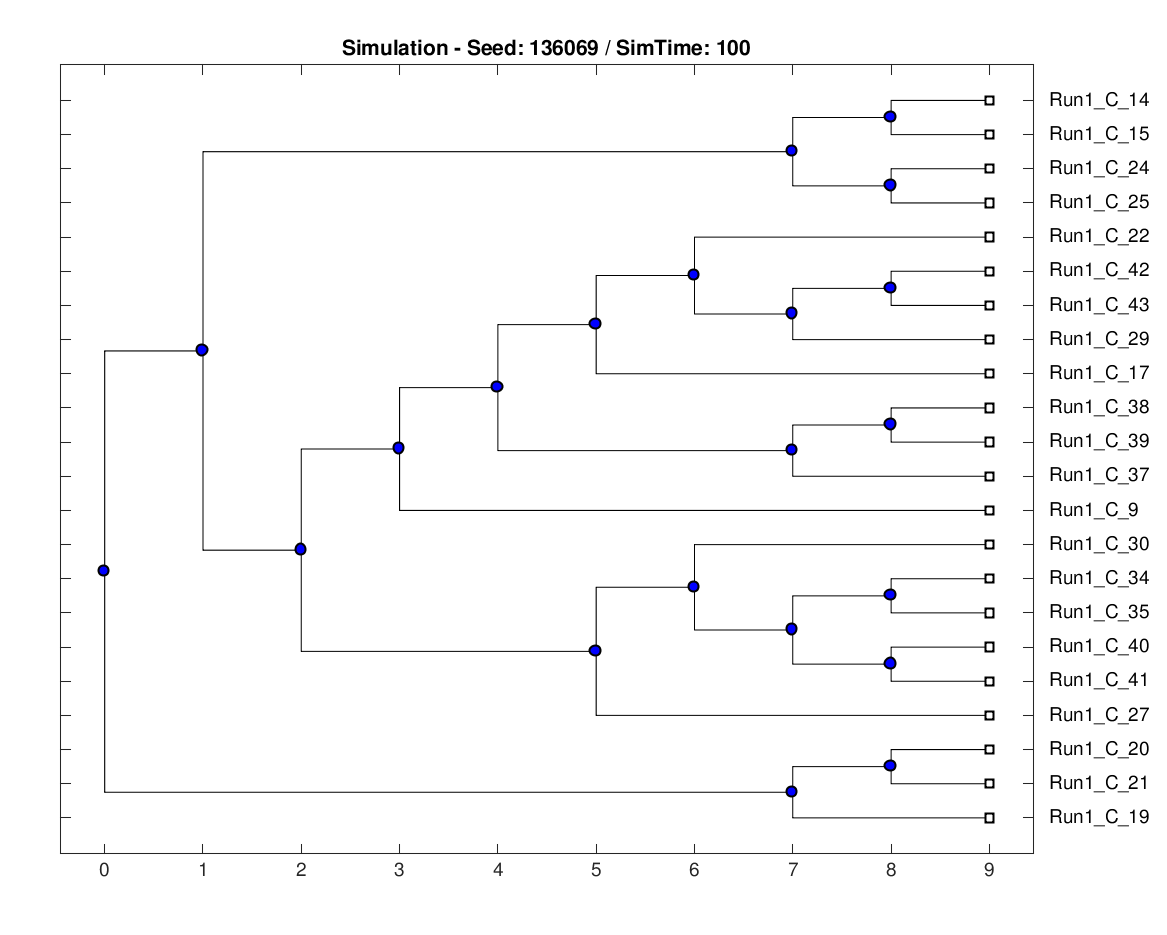 Simulation - Seed: 136069 / SimTime: 100
Run1_C_14
Run1_C_15
Run1_C_24
Run1_C_25
Run1_C_22
Run1_C_42
Run1_C_43
Run1_C_29
Run1_C_17
Run1_C_38
Run1_C_39
Run1_C_37
Run1_C_9
Run1_C_30
Run1_C_34
Run1_C_35
Run1_C_40
Run1_C_41
Run1_C_27
Run1_C_20
Run1_C_21
Run1_C_19
0 1 2 3 4 5 6 7 8 9